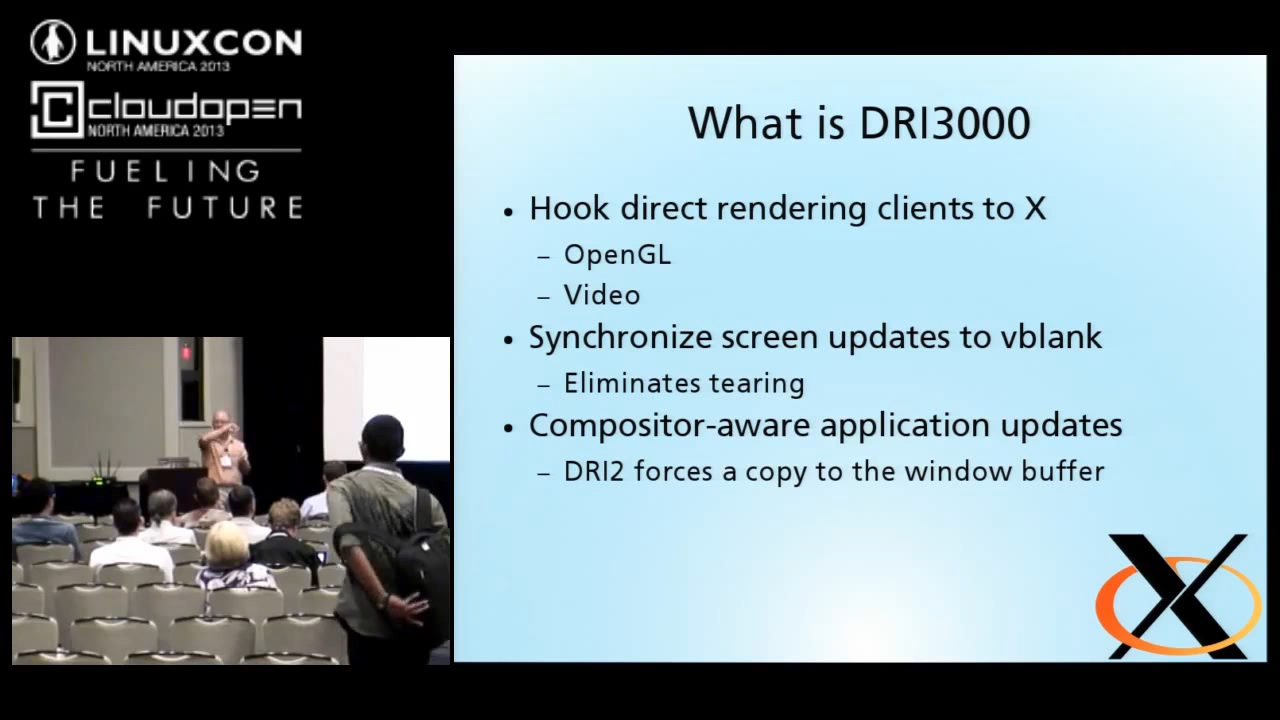 LINUXCON
NORTH AMERICA 2013
cloudopen
NORTH AMERICA 2013
FUELING
THE FUTURE
What is DRI3000
• Hook direct rendering clients to X
– OpenGL
– Video
• Synchronize screen updates to vblank
– Eliminates tearing
• Compositor-aware application updates
– DRI2 forces a copy to the window buffer